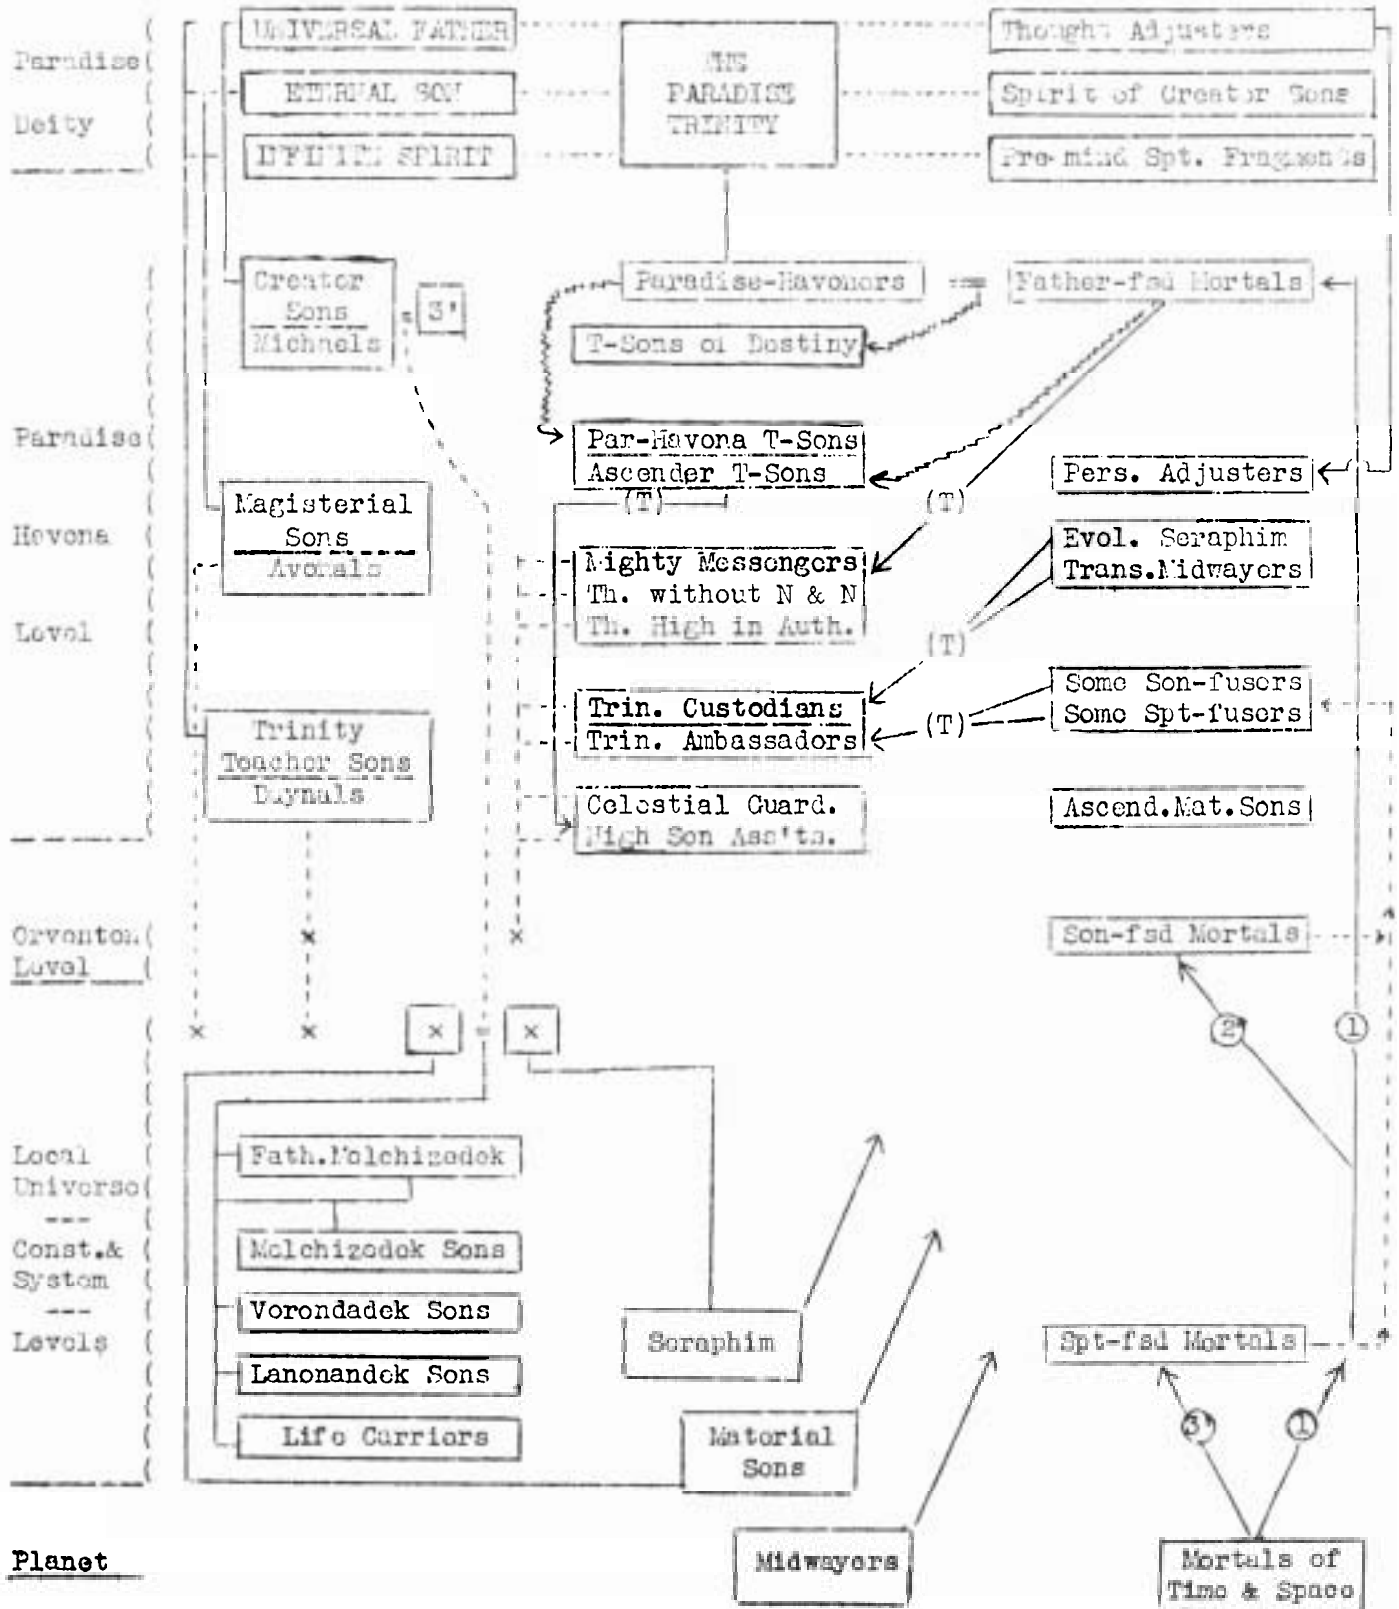 Paradise
Deity
UNIVERSAL FATHER
ETERNAL SON
INFINITE SPIRIT
THE
PARADISE
TRINITY
Thought Adjusters
Spirit of Creator Sons
Pre-mind Spt. Fragments
Paradise
Havona
Level
Creator
Sons
Michaels
3'
Paradise-Havoners
Father-fsd Mortals
T-Sons of Destiny
Par-Havona T-Sons
Ascender T-Sons
(T)
(T)
Pers. Adjusters
Magisterial
Sons
Avonals
Mighty Messengers
Th. without N & N
Th. High in Auth.
Evol. Seraphim
Trans.Midwayers
(T)
Trin. Custodians
Trin. Ambassadors
(T)
Some Son-fusers
Some Spt-fusers
Trinity
Teacher Sons
Daynals
Celestial Guard.
High Son Ass'ts.
Ascend.Mat.Sons
Orvonton
Level
x
x
Son-fsd Mortals
x
x
x
=
x
2'
1
Local
Universe
---
Const.&
System
---
Levels
Fath.Melchizedek
Melchizedek Sons
Vorondadek Sons
Lanonandek Sons
Life Carriers
Seraphim
Spt-fsd Mortals
Material
Sons
3'
1
Planet
Midwayers
Mortals of
Time & Space